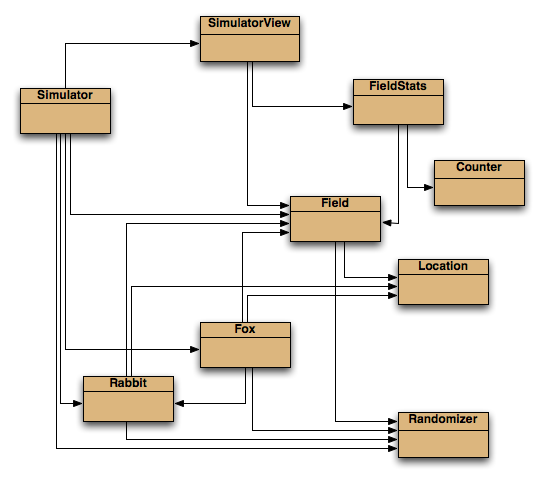 SimulatorView
FieldStats
Simulator
Counter
Field
Location
Fox
Rabbit
Randomizer